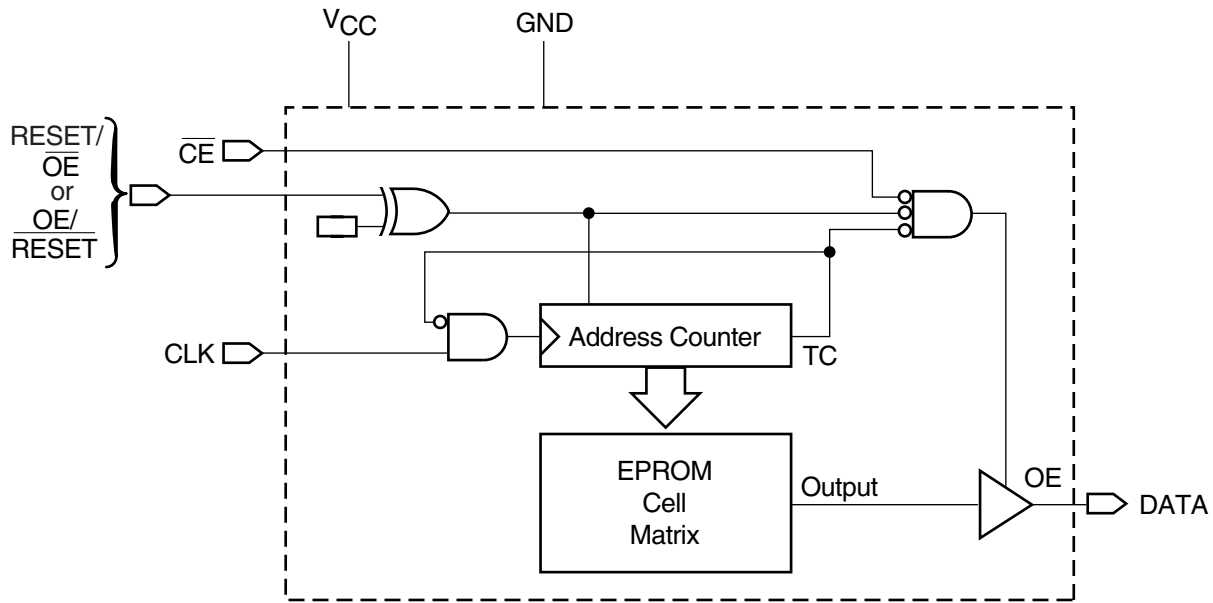 VCC
GND
RESET/
OE
or
OE/
RESET
CE
CLK
Address Counter
TC
EPROM
Cell
Matrix
Output
OE
DATA